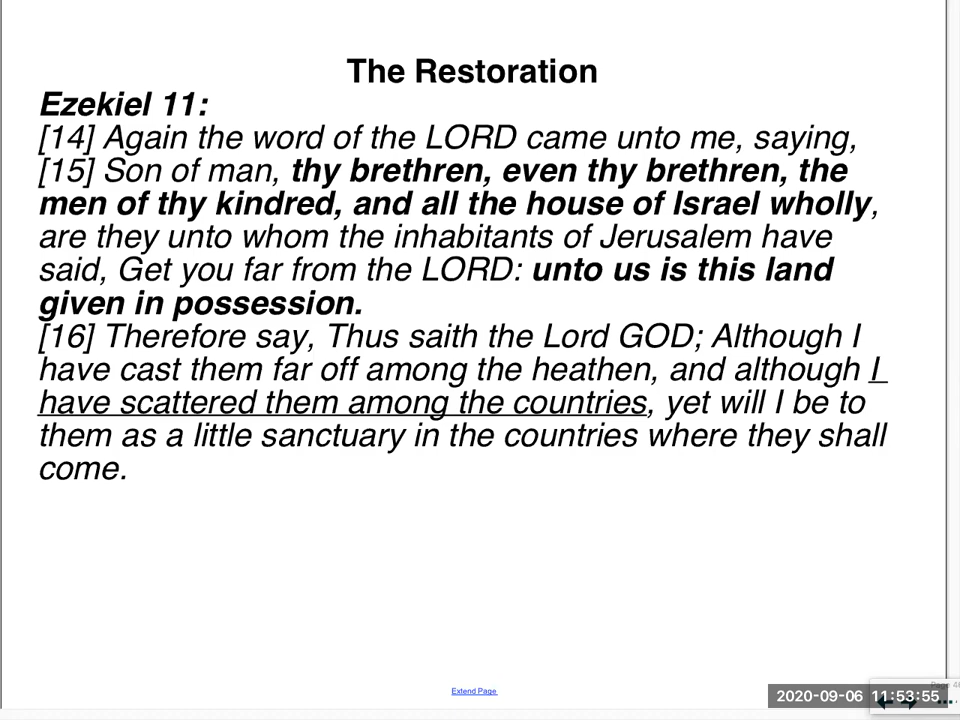 The Restoration
Ezekiel 11:
[14] Again the word of the LORD came unto me, saying,
[15] Son of man, thy brethren, even thy brethren, the
men of thy kindred, and all the house of Israel wholly,
are they unto whom the inhabitants of Jerusalem have
said, Get you far from the LORD: unto us is this land
given in possession.
[16] Therefore say, Thus saith the Lord GOD; Although I
have cast them far off among the heathen, and although I
have scattered them among the countries, yet will I be to
them as a little sanctuary in the countries where they shall
come.
Extend Page
2020-09-06 11:53:55